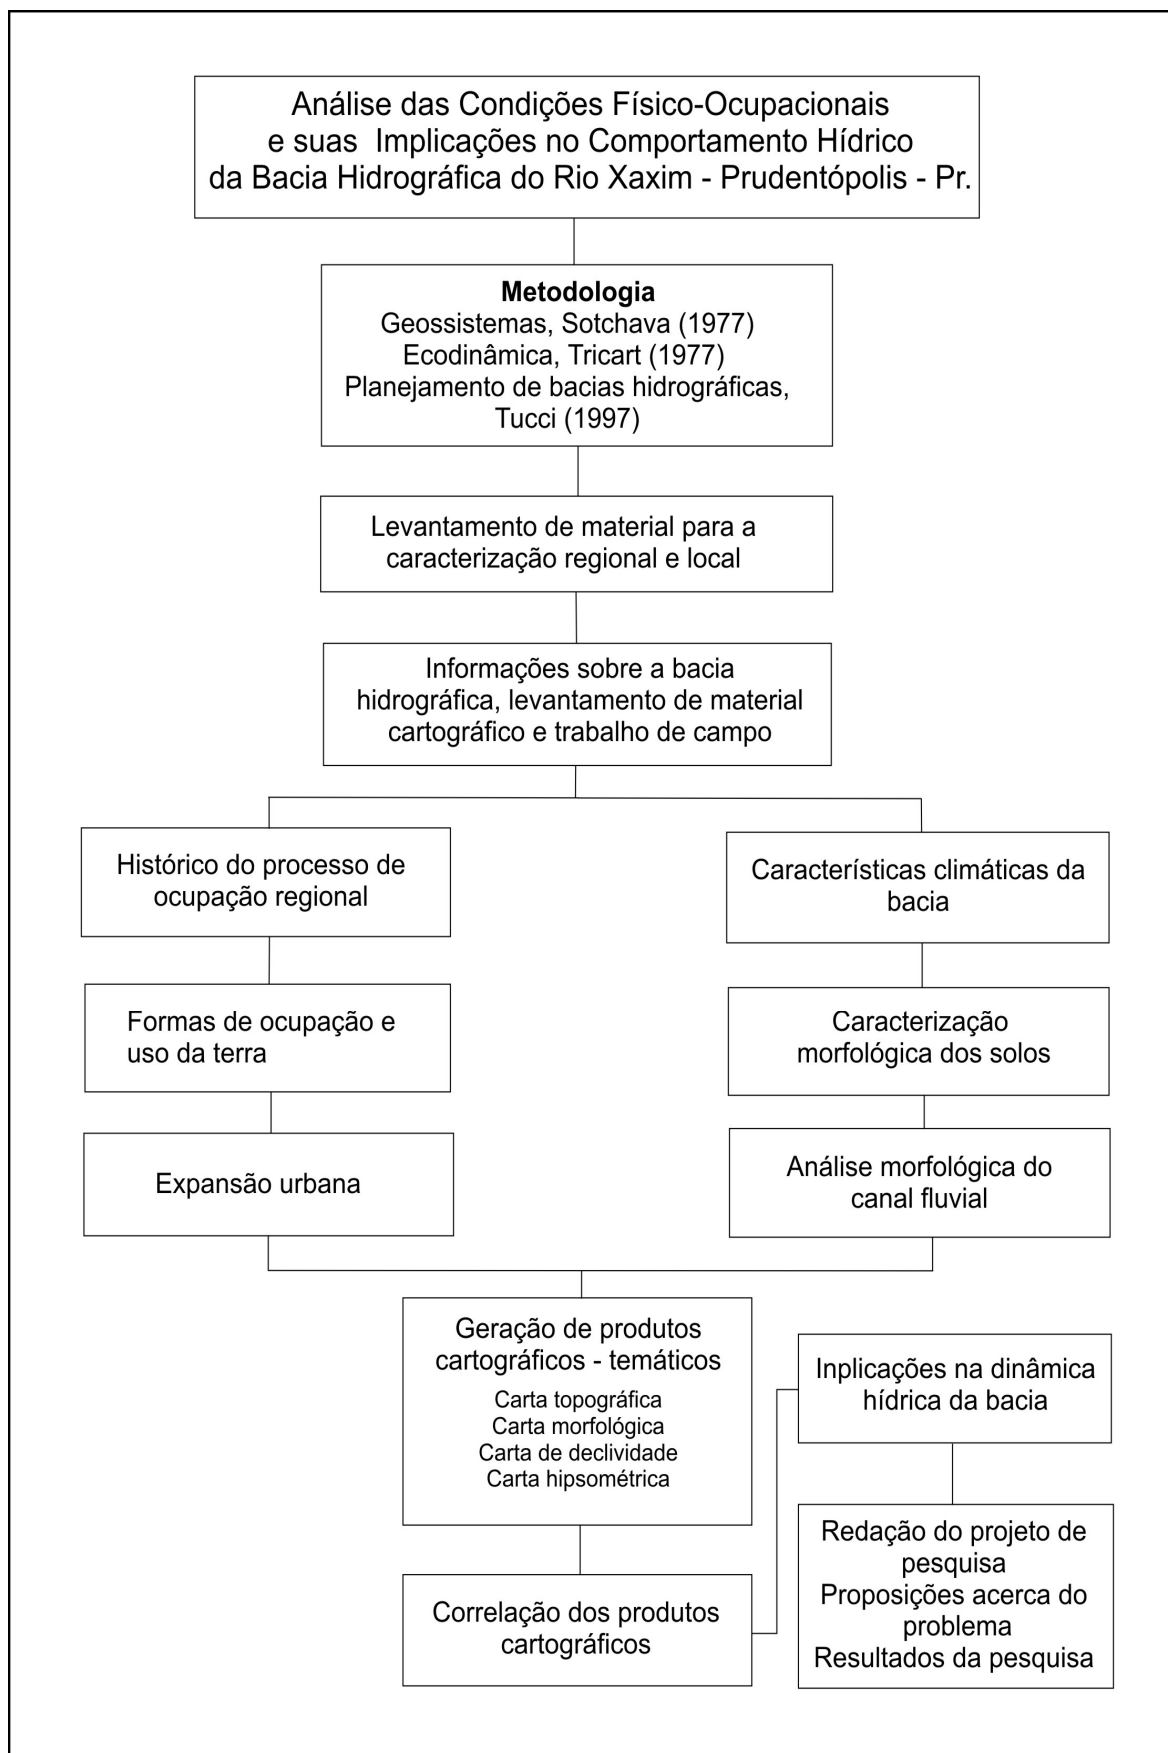 Análise das Condições Físico-Ocupacionais
e suas Implicações no Comportamento Hídrico
da Bacia Hidrográfica do Rio Xaxim - Prudentópolis - Pr.
Metodologia
Geossistemas, Sotchava (1977)
Ecodinâmica, Tricart (1977)
Planejamento de bacias hidrográficas,
Tucci (1997)
Levantamento de material para a
caracterização regional e local
Informações sobre a bacia
hidrográfica, levantamento de material
cartográfico e trabalho de campo
Histórico do processo de
ocupação regional
Formas de ocupação e
uso da terra
Expansão urbana
Característícas climáticas da
bacia
Caracterização
morfológica dos solos
Análise morfológica do
canal fluvial
Geração de produtos
cartográficos - temáticos
Carta topográfica
Carta morfológica
Carta de declividade
Carta hipsométrica
Correlação dos produtos
cartográficos
Inplicações na dinâmica
hídrica da bacia
Redação do projeto de
pesquisa
Proposições acerca do
problema
Resultados da pesquisa